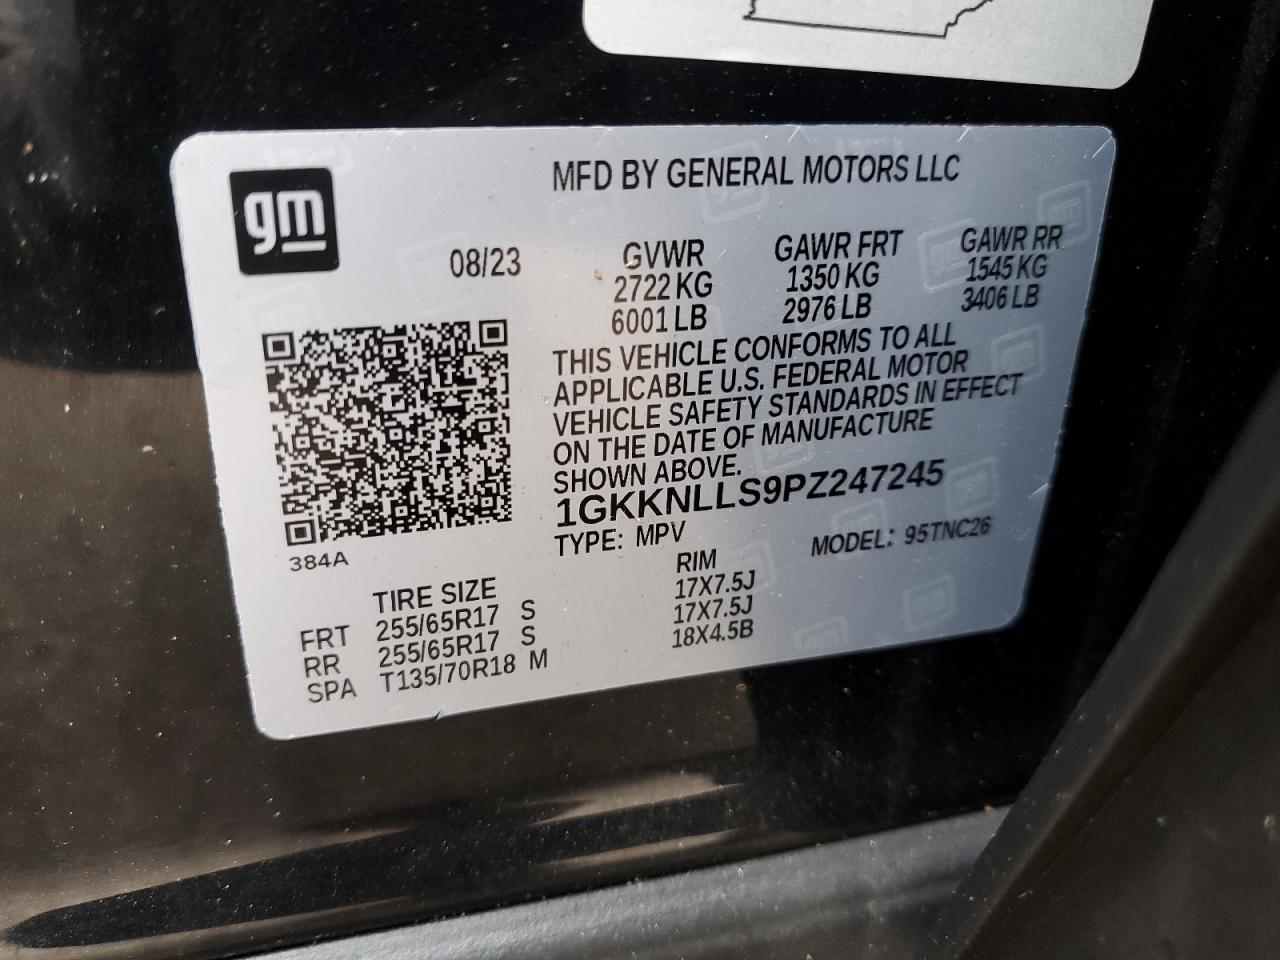 gm
MFD BY GENERAL MOTORS LLC
08/23
GVWR GAWR FRT GAWR RR
2722 KG 1350 KG 1545 KG
6001 LB 2976 LB 3406 LB
THIS VEHICLE CONFORMS TO ALL
APPLICABLE U.S. FEDERAL MOTOR
VEHICLE SAFETY STANDARDS IN EFFECT
ON THE DATE OF MANUFACTURE
SHOWN ABOVE.
1GKKNLLS9PZ247245
TYPE: MPV MODEL: 95TNC26
384A
TIRE SIZE RIM
FRT 255/65R17 S 17X7.5J
RR 255/65R17 S 17X7.5J
SPA T135/70R18 M 18X4.5B